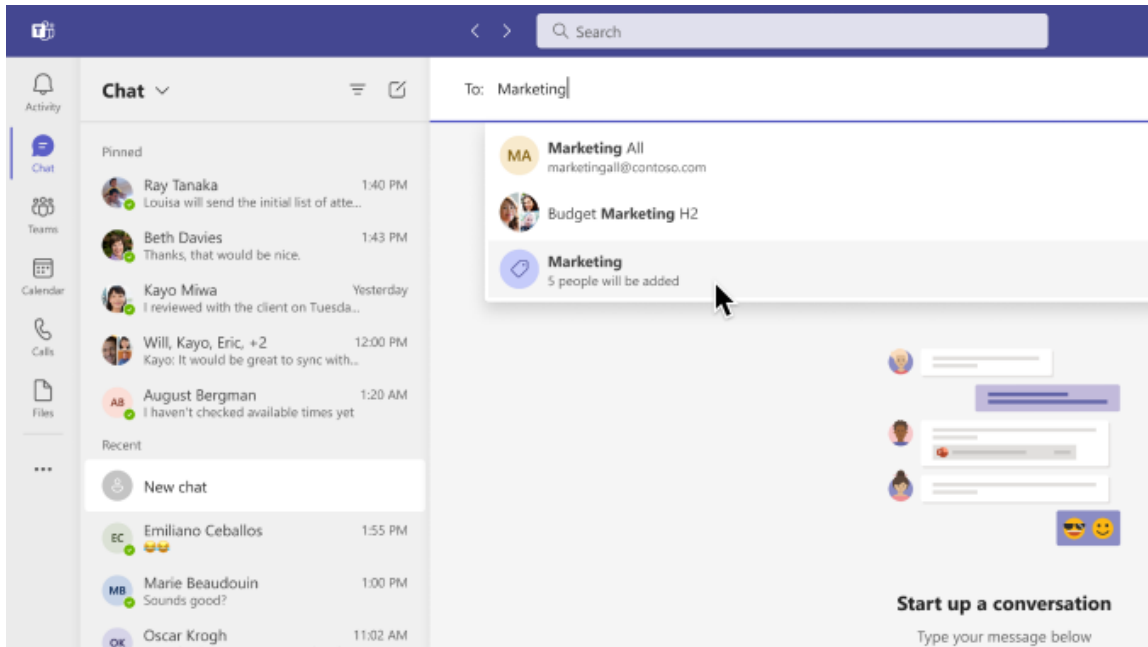 Search
Activity
Chat
Teams
Calendar
Calls
Files
Chat
Pinned
Ray Tanaka 1:40 PM
Louisa will send the initial list of atte...
Beth Davies 1:43 PM
Thanks, that would be nice.
Kayo Miwa Yesterday
I reviewed with the client on Tuesda...
Will, Kayo, Eric, +2 12:00 PM
Kayo: It would be great to sync with...
AB August Bergman 1:20 AM
I haven't checked available times yet
Recent
New chat
EC Emiliano Ceballos 1:55 PM
😂😂
MB Marie Beaudouin 1:00 PM
Sounds good?
OK Oscar Krogh 11:02 AM
To: Marketing
MA Marketing All
marketingall@contoso.com
Budget Marketing H2
Marketing
5 people will be added
Start up a conversation
Type your message below